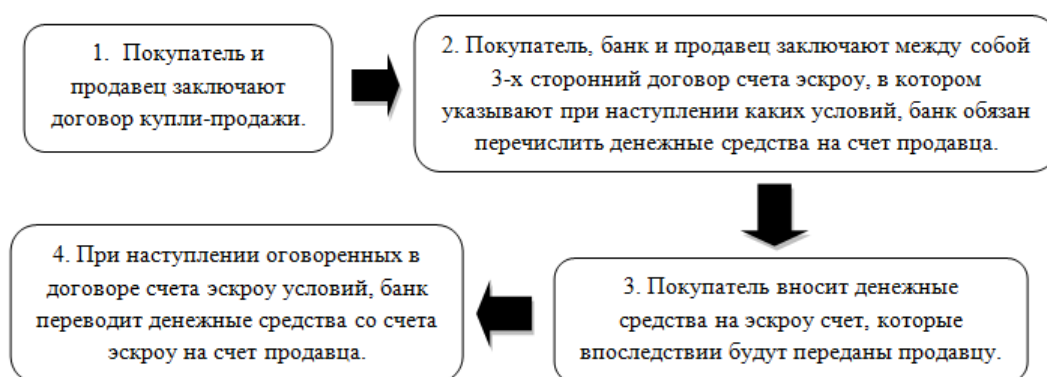 1. Покупатель и
продавец заключают
договор купли-продажи.
2. Покупатель, банк и продавец заключают между собой
3-х сторонний договор счета эскроу, в котором
указывают при наступлении каких условий, банк обязан
перечислить денежные средства на счет продавца.
3. Покупатель вносит денежные
средства на эскроу счет, которые
впоследствии будут переданы продавцу.
4. При наступлении оговоренных в
договоре счета эскроу условий, банк
переводит денежные средства со счета
эскроу на счет продавца.